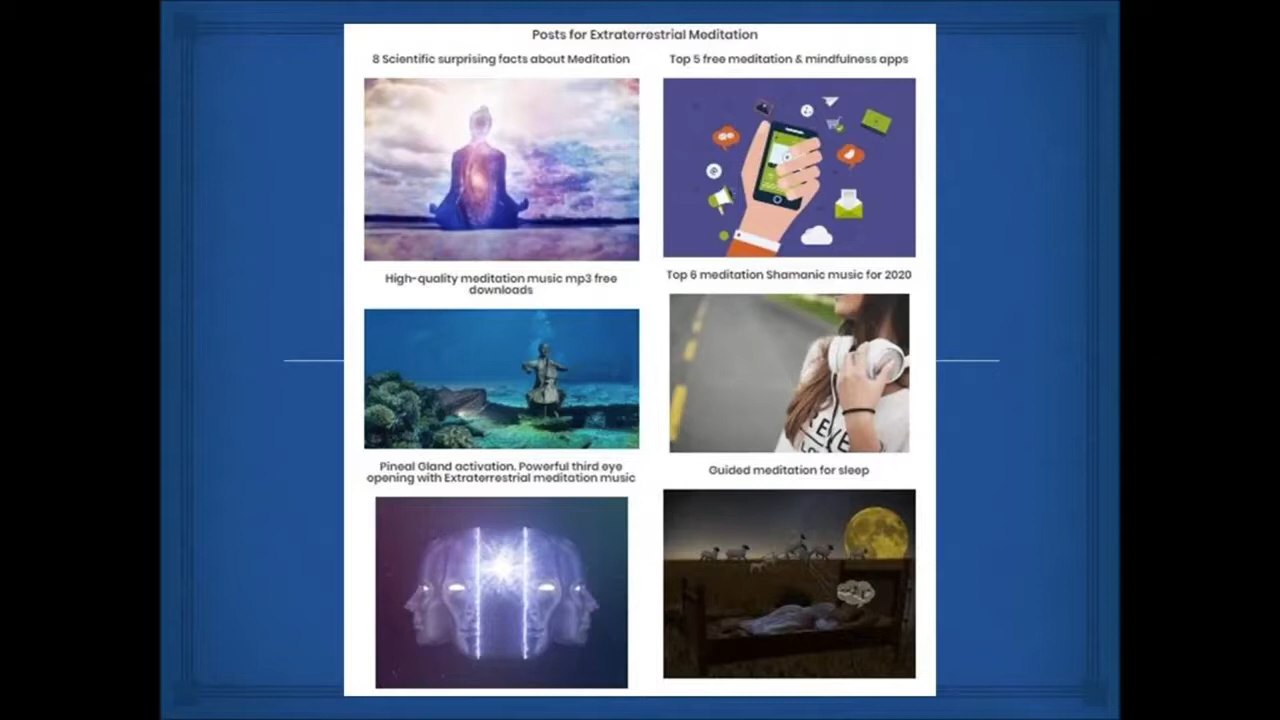 Posts for Extraterrestrial Meditation
8 Scientific surprising facts about Meditation
Top 5 free meditation & mindfulness apps
High-quality meditation music mp3 free
downloads
Top 6 meditation Shamanic music for 2020
Pineal Gland activation. Powerful third eye
opening with Extraterrestrial meditation music
Guided meditation for sleep